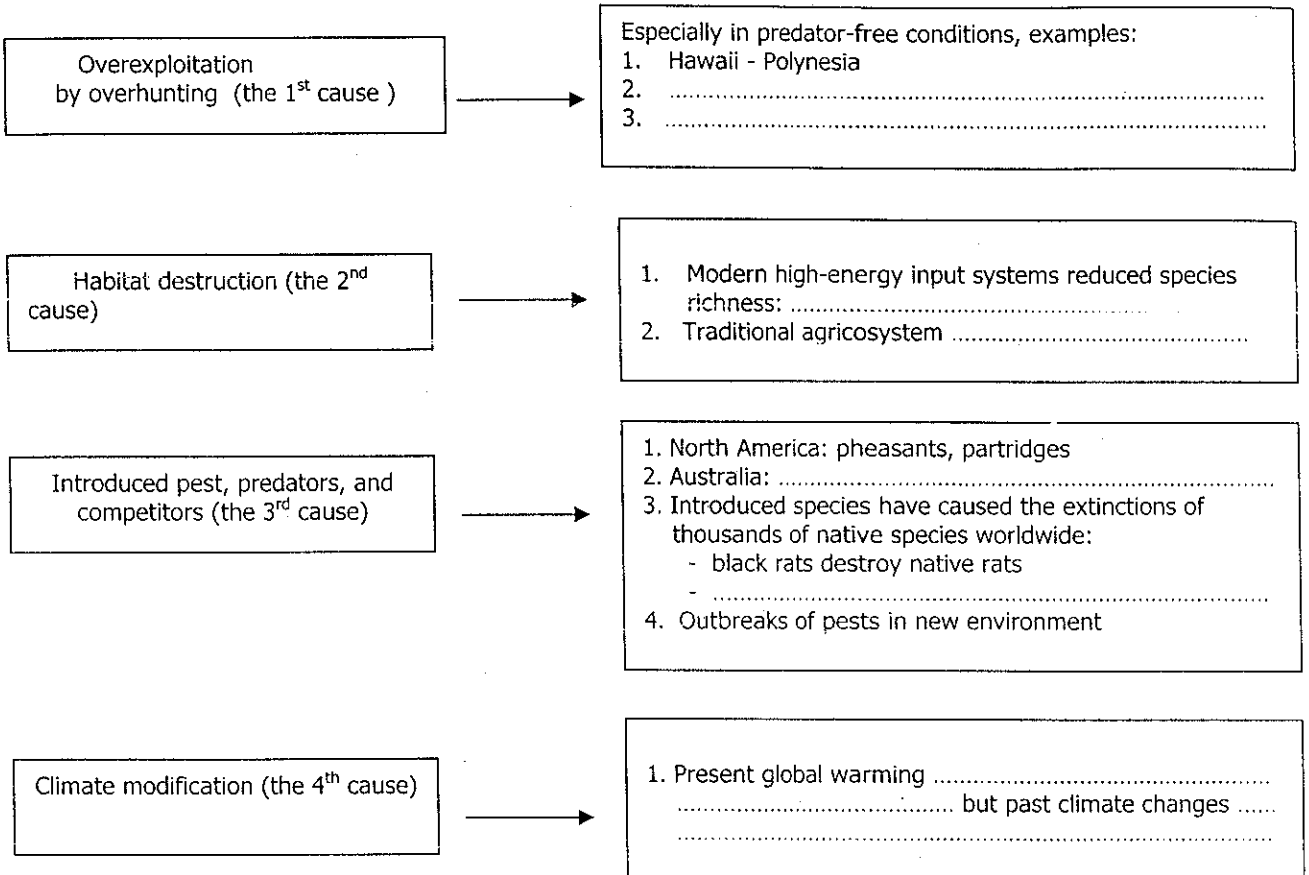 Overexploitation
by overhunting (the 1st cause )
Especially in predator-free conditions, examples:
1. Hawaii - Polynesia
2. ....................................................................................
3. ....................................................................................
Habitat destruction (the 2nd
cause)
1. Modern high-energy input systems reduced species
richness: ..................................................
2. Traditional agricosystem ..........................................
Introduced pest, predators, and
competitors (the 3rd cause)
1. North America: pheasants, partridges
2. Australia: ......................................................................
3. Introduced species have caused the extinctions of
thousands of native species worldwide:
- black rats destroy native rats
- ..............................................................................
4. Outbreaks of pests in new environment
Climate modification (the 4th cause)
1. Present global warming ................................................
....................................... but past climate changes ......
....................................................................................